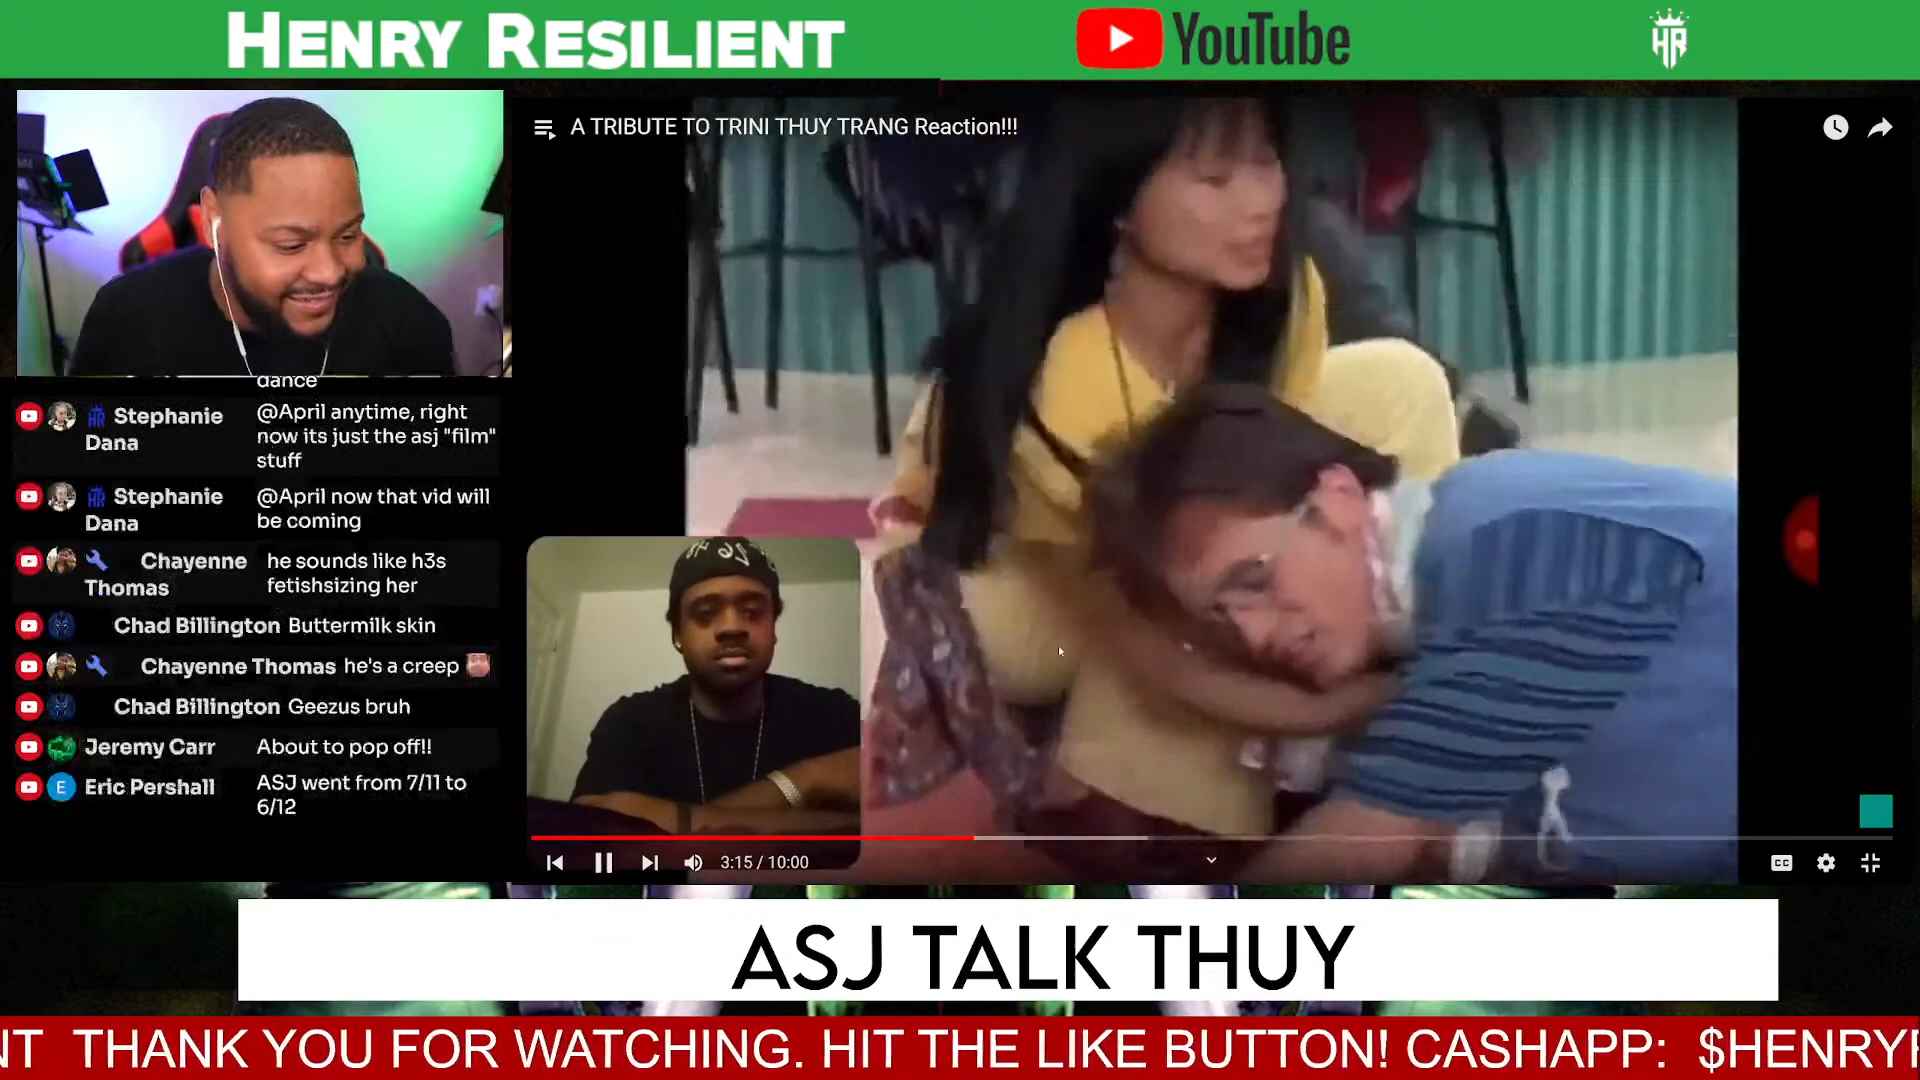 HENRY RESILIENT
YouTube
HR
A TRIBUTE TO TRINI THUY TRANG Reaction!!!
dance
HR Stephanie Dana
@April anytime, right
now its just the asj "film"
stuff
HR Stephanie Dana
@April now that vid will
be coming
Chayenne Thomas
he sounds like h3s
fetishsizing her
Chad Billington Buttermilk skin
Chayenne Thomas he's a creep
Chad Billington Geezus bruh
Jeremy Carr About to pop off!!
E Eric Pershall
ASJ went from 7/11 to
6/12
3:15 / 10:00
CC
ASJ TALK THUY
NT THANK YOU FOR WATCHING. HIT THE LIKE BUTTON! CASHAPP: $HENRY